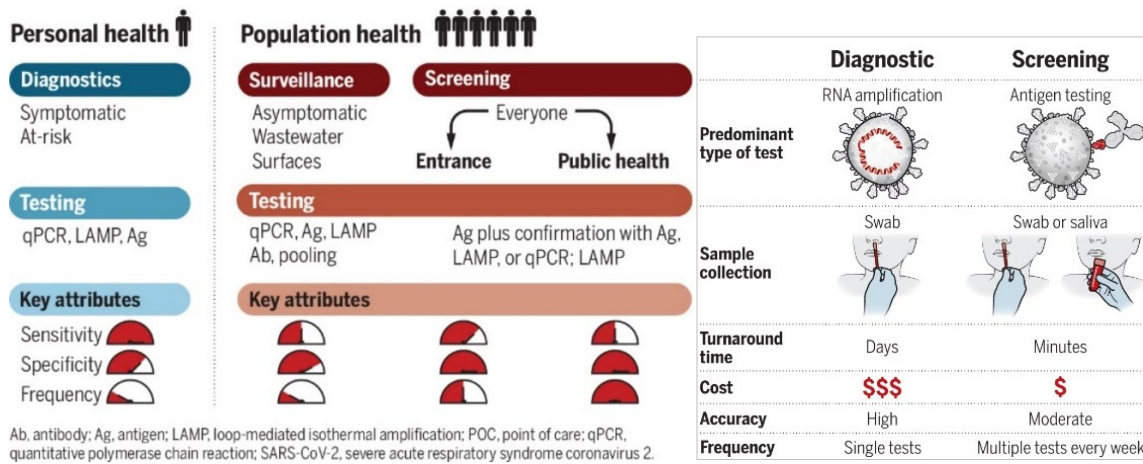 Personal health
Population health
Diagnostics
Symptomatic
At-risk
Surveillance
Asymptomatic
Wastewater
Surfaces
Screening
Everyone
Entrance
Public health
Testing
qPCR, LAMP, Ag
Testing
qPCR, Ag, LAMP
Ab, pooling
Ag plus confirmation with Ag,
LAMP, or qPCR; LAMP
Key attributes
Key attributes
Sensitivity
Specificity
Frequency
Ab, antibody; Ag, antigen; LAMP, loop-mediated isothermal amplification; POC, point of care; qPCR,
quantitative polymerase chain reaction; SARS-CoV-2, severe acute respiratory syndrome coronavirus 2.
Diagnostic
Screening
Predominant
type of test
RNA amplification
Antigen testing
Sample
collection
Swab
Swab or saliva
Turnaround
time
Days
Minutes
Cost
$$$
$
Accuracy
High
Moderate
Frequency
Single tests
Multiple tests every week